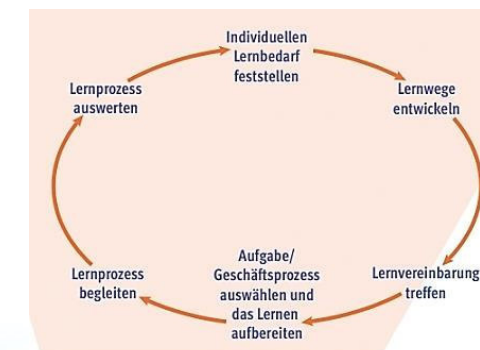 Individuellen
Lernbedarf
feststellen
Lernwege
entwickeln
Lernvereinbarung
treffen
Aufgabe/
Geschäftsprozess
auswählen und
das Lernen
aufbereiten
Lernprozess
begleiten
Lernprozess
auswerten